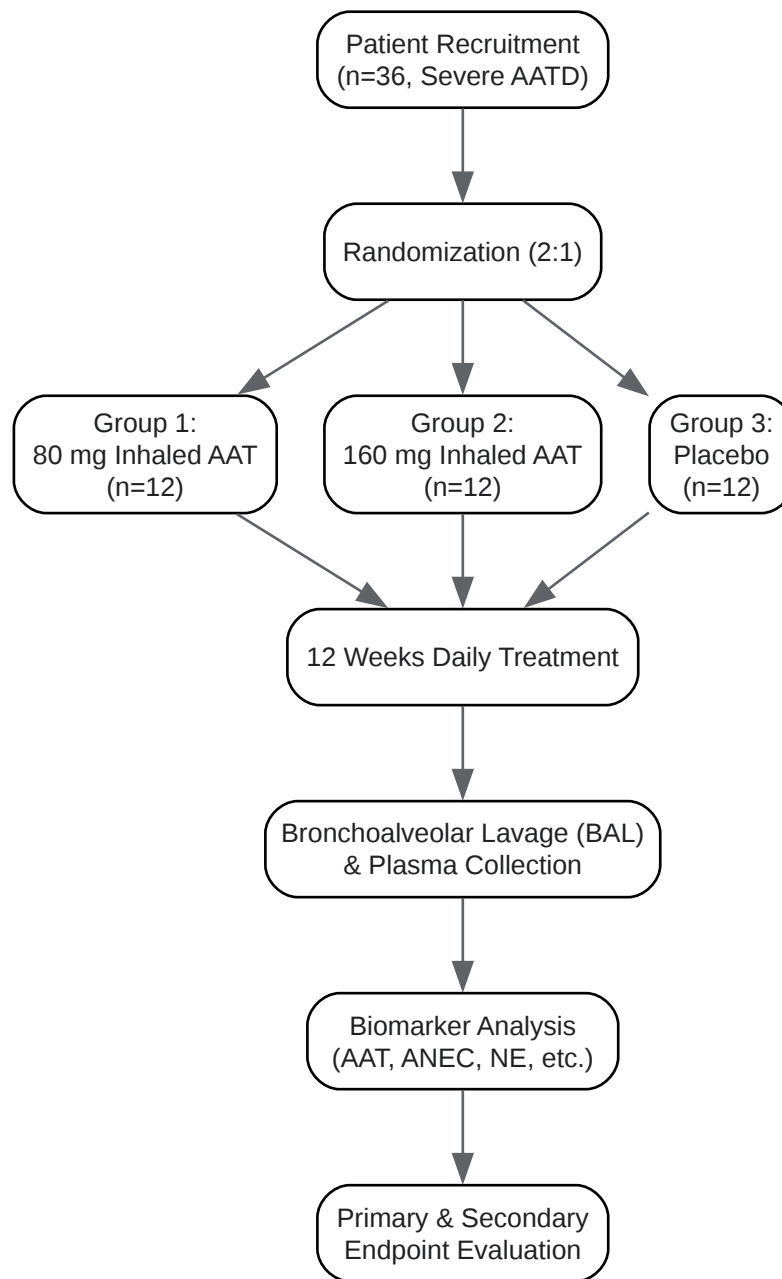 Patient Recruitment
(n=36, Severe AATD)
Randomization (2:1)
Group 1:
80 mg Inhaled AAT
(n=12)
Group 2:
160 mg Inhaled AAT
(n=12)
Group 3:
Placebo
(n=12)
12 Weeks Daily Treatment
Bronchoalveolar Lavage (BAL)
& Plasma Collection
Biomarker Analysis
(AAT, ANEC, NE, etc.)
Primary & Secondary
Endpoint Evaluation